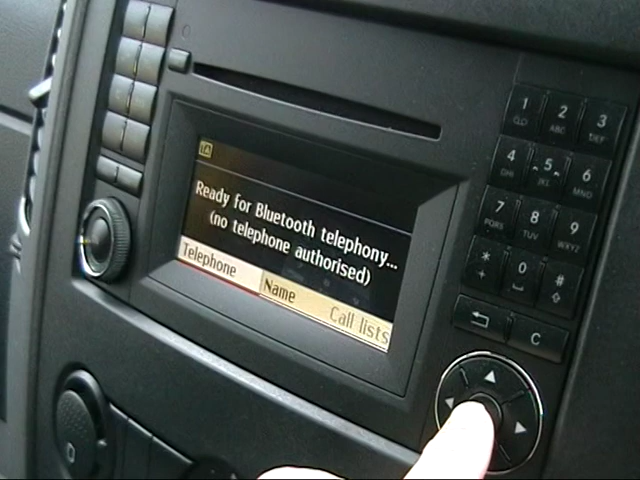 Ready for Bluetooth telephony...
(no telephone authorised)
Telephone Name Call lists
1
2 ABC
3 DEF
4 GHI
5 JKL
6 MNO
7 PQRS
8 TUV
9 WXYZ
*
+
0
#
C